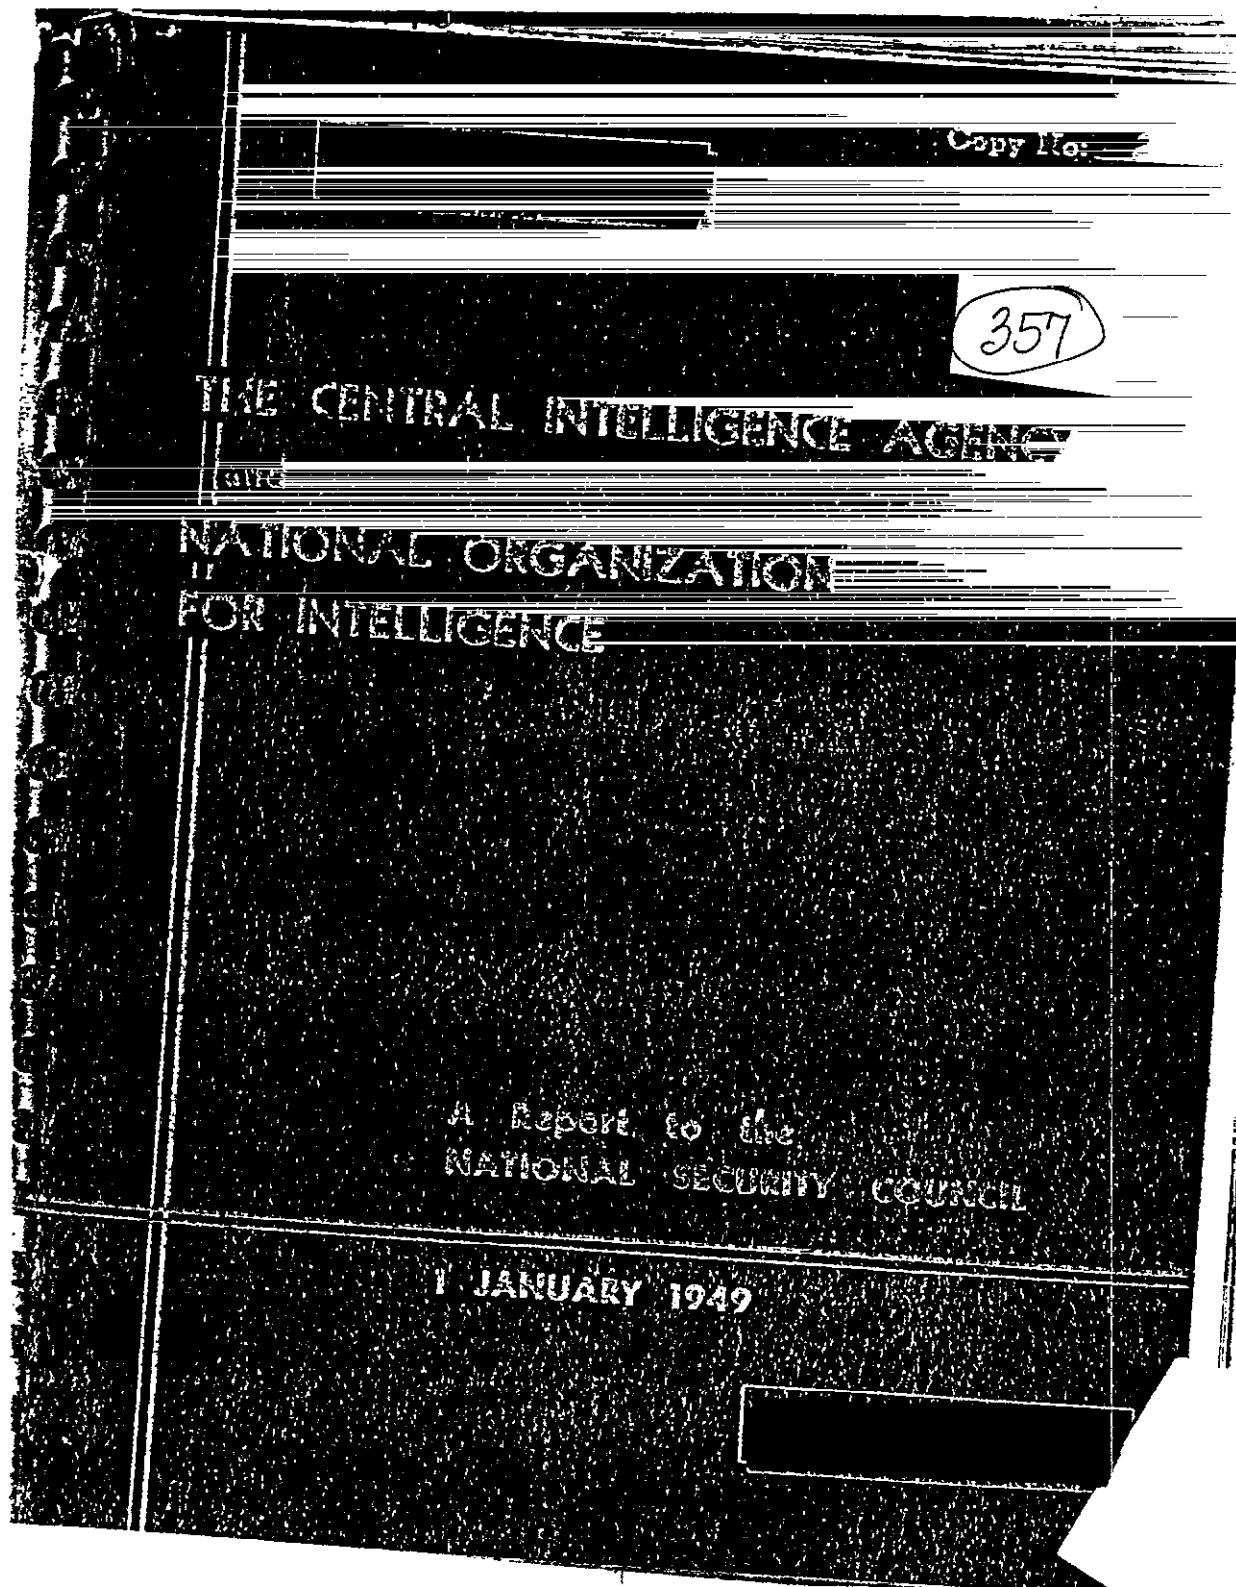 Copy No:
357
THE CENTRAL INTELLIGENCE AGENCY
and
NATIONAL ORGANIZATION
FOR INTELLIGENCE
A Report to the
NATIONAL SECURITY COUNCIL
1 JANUARY 1949